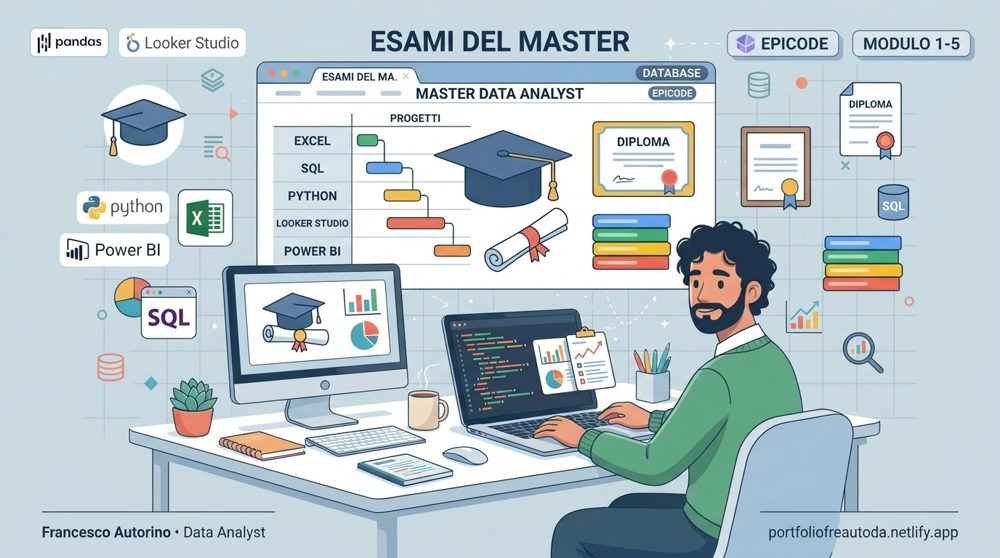 pandas
Looker Studio
ESAMI DEL MASTER
EPICODE
MODULO 1-5
ESAMI DEL MA.
DATABASE
MASTER DATA ANALYST
EPICODE
PROGETTI
EXCEL
SQL
PYTHON
LOOKER STUDIO
POWER BI
DIPLOMA
DIPLOMA
SQL
python
X
Power BI
SQL
Francesco Autorino • Data Analyst
portfoliofreautoda.netlify.app